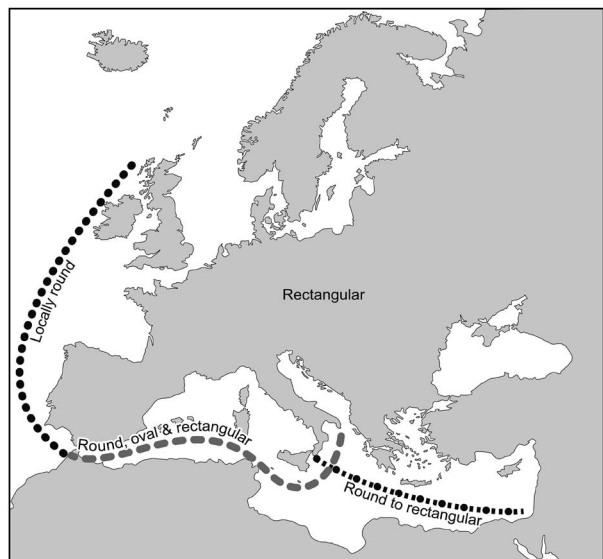 Rectangular
Locally round
Round, oval & rectangular
Round to rectangular